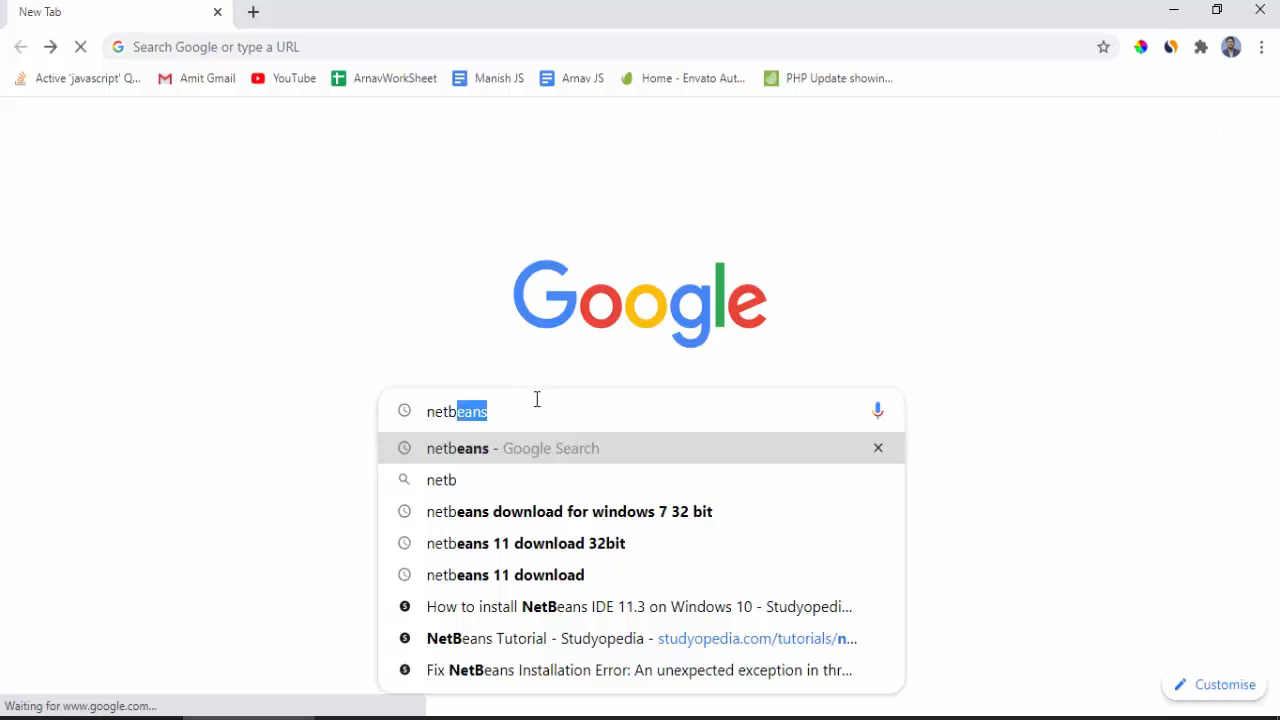 New Tab
Search Google or type a URL
Active 'javascript' Q... Amit Gmail YouTube ArnavWorkSheet Manish JS Arnav JS Home - Envato Aut... PHP Update showin...
Google
netbeans
netbeans - Google Search
netb
netbeans download for windows 7 32 bit
netbeans 11 download 32bit
netbeans 11 download
How to install NetBeans IDE 11.3 on Windows 10 - Studyopedi...
NetBeans Tutorial - Studyopedia - studyopedia.com/tutorials/n...
Fix NetBeans Installation Error: An unexpected exception in thr...
Customise
Waiting for www.google.com...